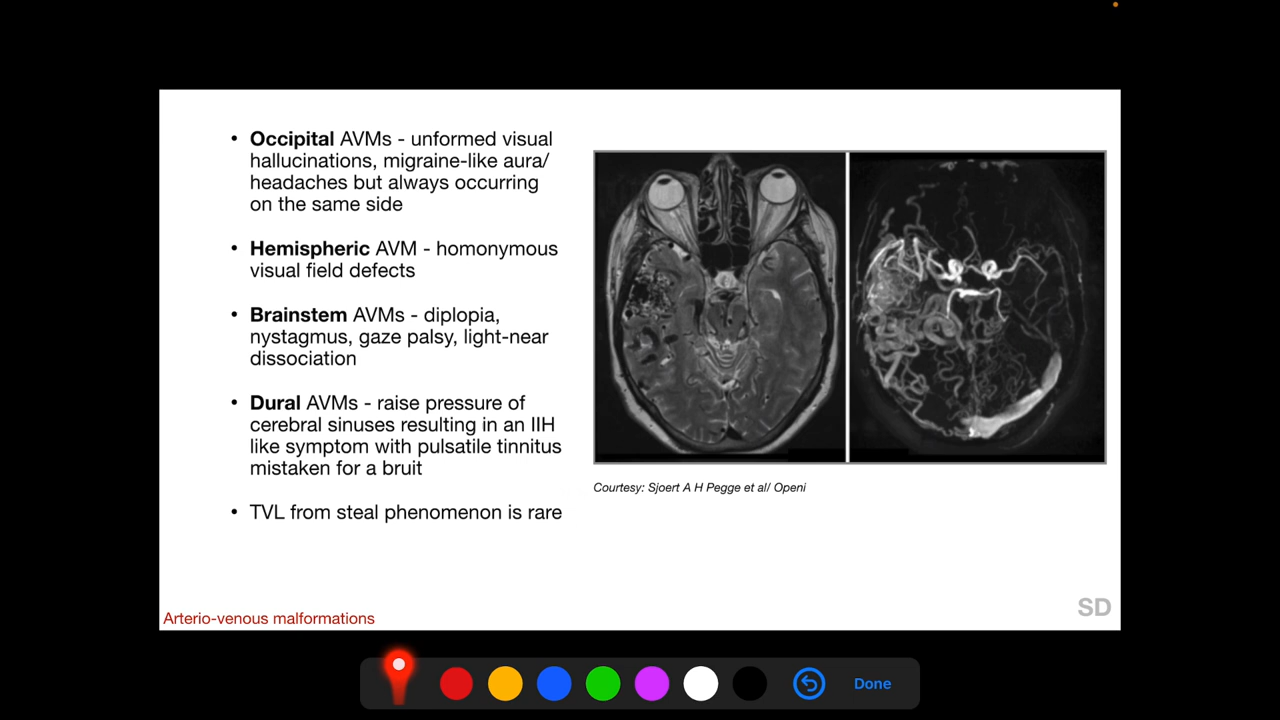 • Occipital AVMs - unformed visual
hallucinations, migraine-like aura/
headaches but always occurring
on the same side
• Hemispheric AVM - homonymous
visual field defects
• Brainstem AVMs - diplopia,
nystagmus, gaze palsy, light-near
dissociation
• Dural AVMs - raise pressure of
cerebral sinuses resulting in an IIH
like symptom with pulsatile tinnitus
mistaken for a bruit
• TVL from steal phenomenon is rare
Courtesy: Sjoert A H Pegge et al/ Openi
Arterio-venous malformations
SD
Done